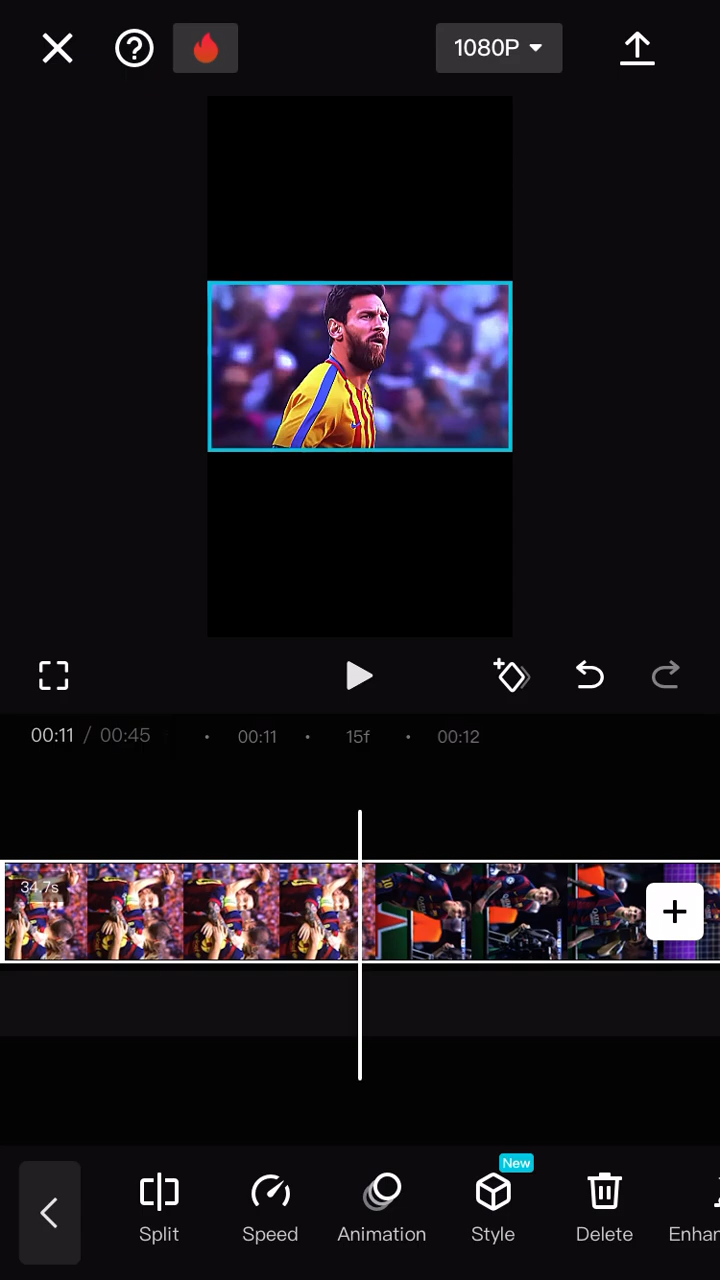 1080P
00:11 / 00:45
00:11
15f
00:12
34.7s
New
Split
Speed
Animation
Style
Delete
Enhan